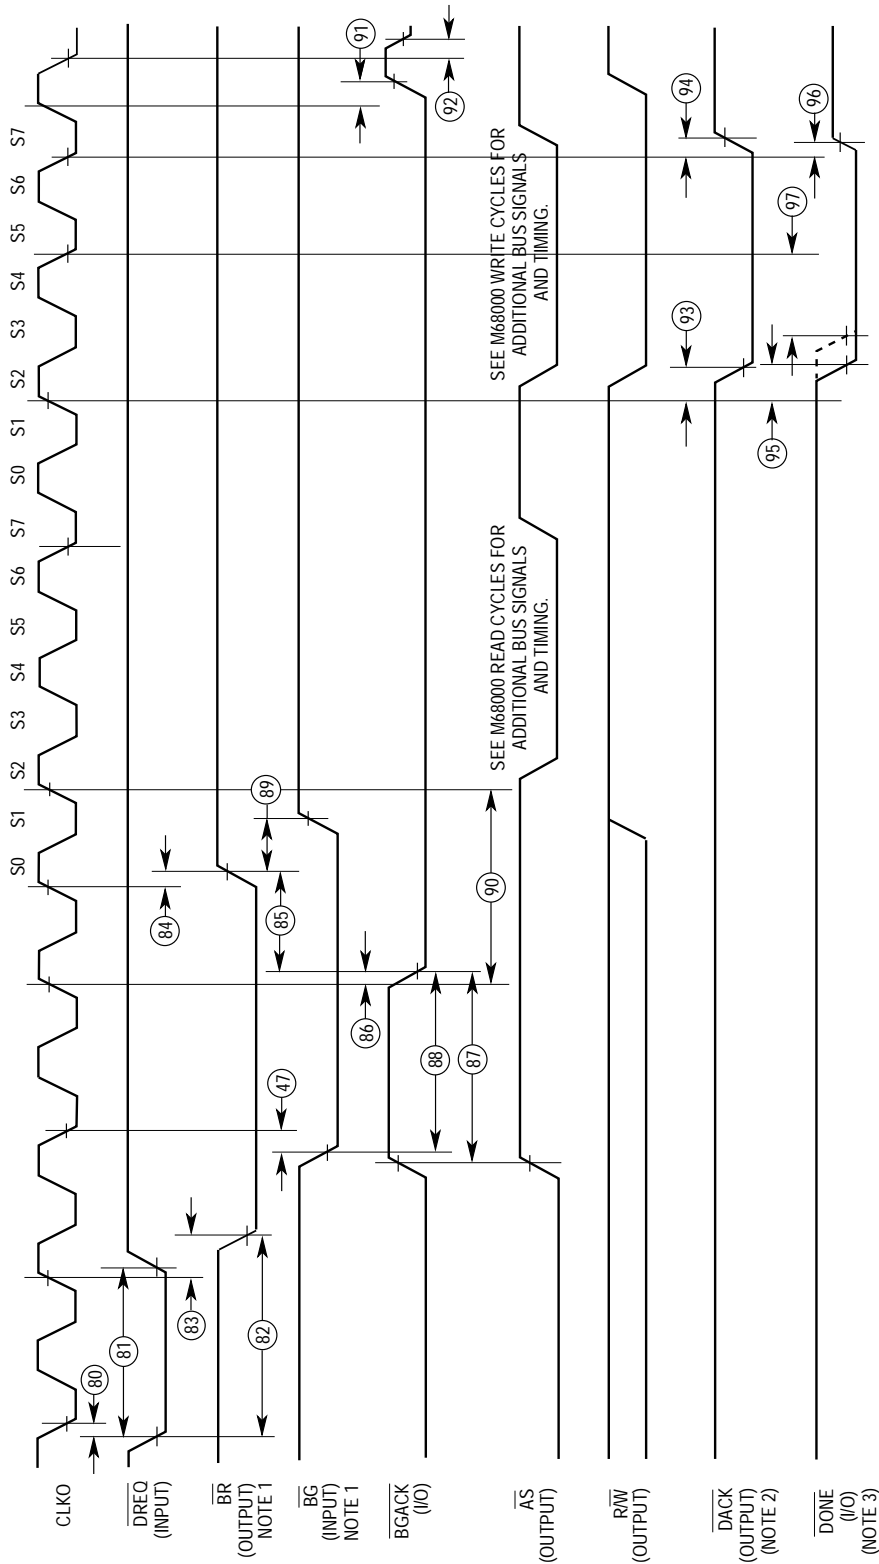 S0 S1 S2 S3 S4 S5 S6 S7 S0 S1 S2 S3 S4 S5 S6 S7
CLKO
80
DREQ
(INPUT)
81
83
84
BR
(OUTPUT)
NOTE 1
82
47
85
89
BG
(INPUT)
NOTE 1
86
91
BGACK
(I/O)
88
92
87
90
SEE M68000 READ CYCLES FOR
ADDITIONAL BUS SIGNALS
AND TIMING.
SEE M68000 WRITE CYCLES FOR
ADDITIONAL BUS SIGNALS
AND TIMING.
AS
(OUTPUT)
R/W
(OUTPUT)
93
94
DACK
(OUTPUT)
(NOTE 2)
95
97
96
DONE
(I/O)
(NOTE 3)